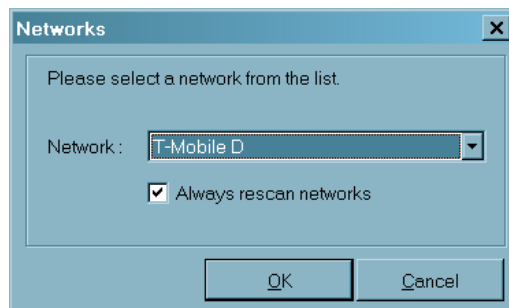 Networks
Please select a network from the list.
Network : T-Mobile D
Always rescan networks
OK Cancel